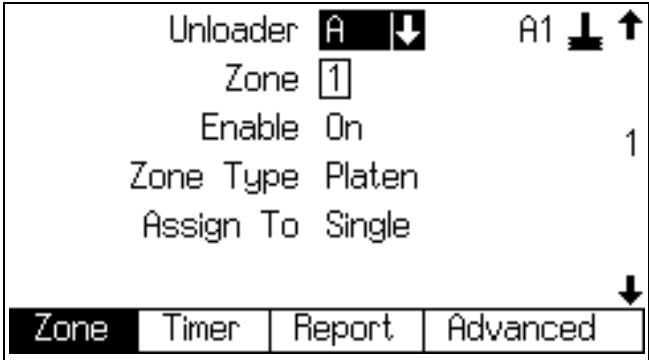 Unloader A A1
Zone 1
Enable On
1
Zone Type Platen
Assign To Single
Zone Timer Report Advanced